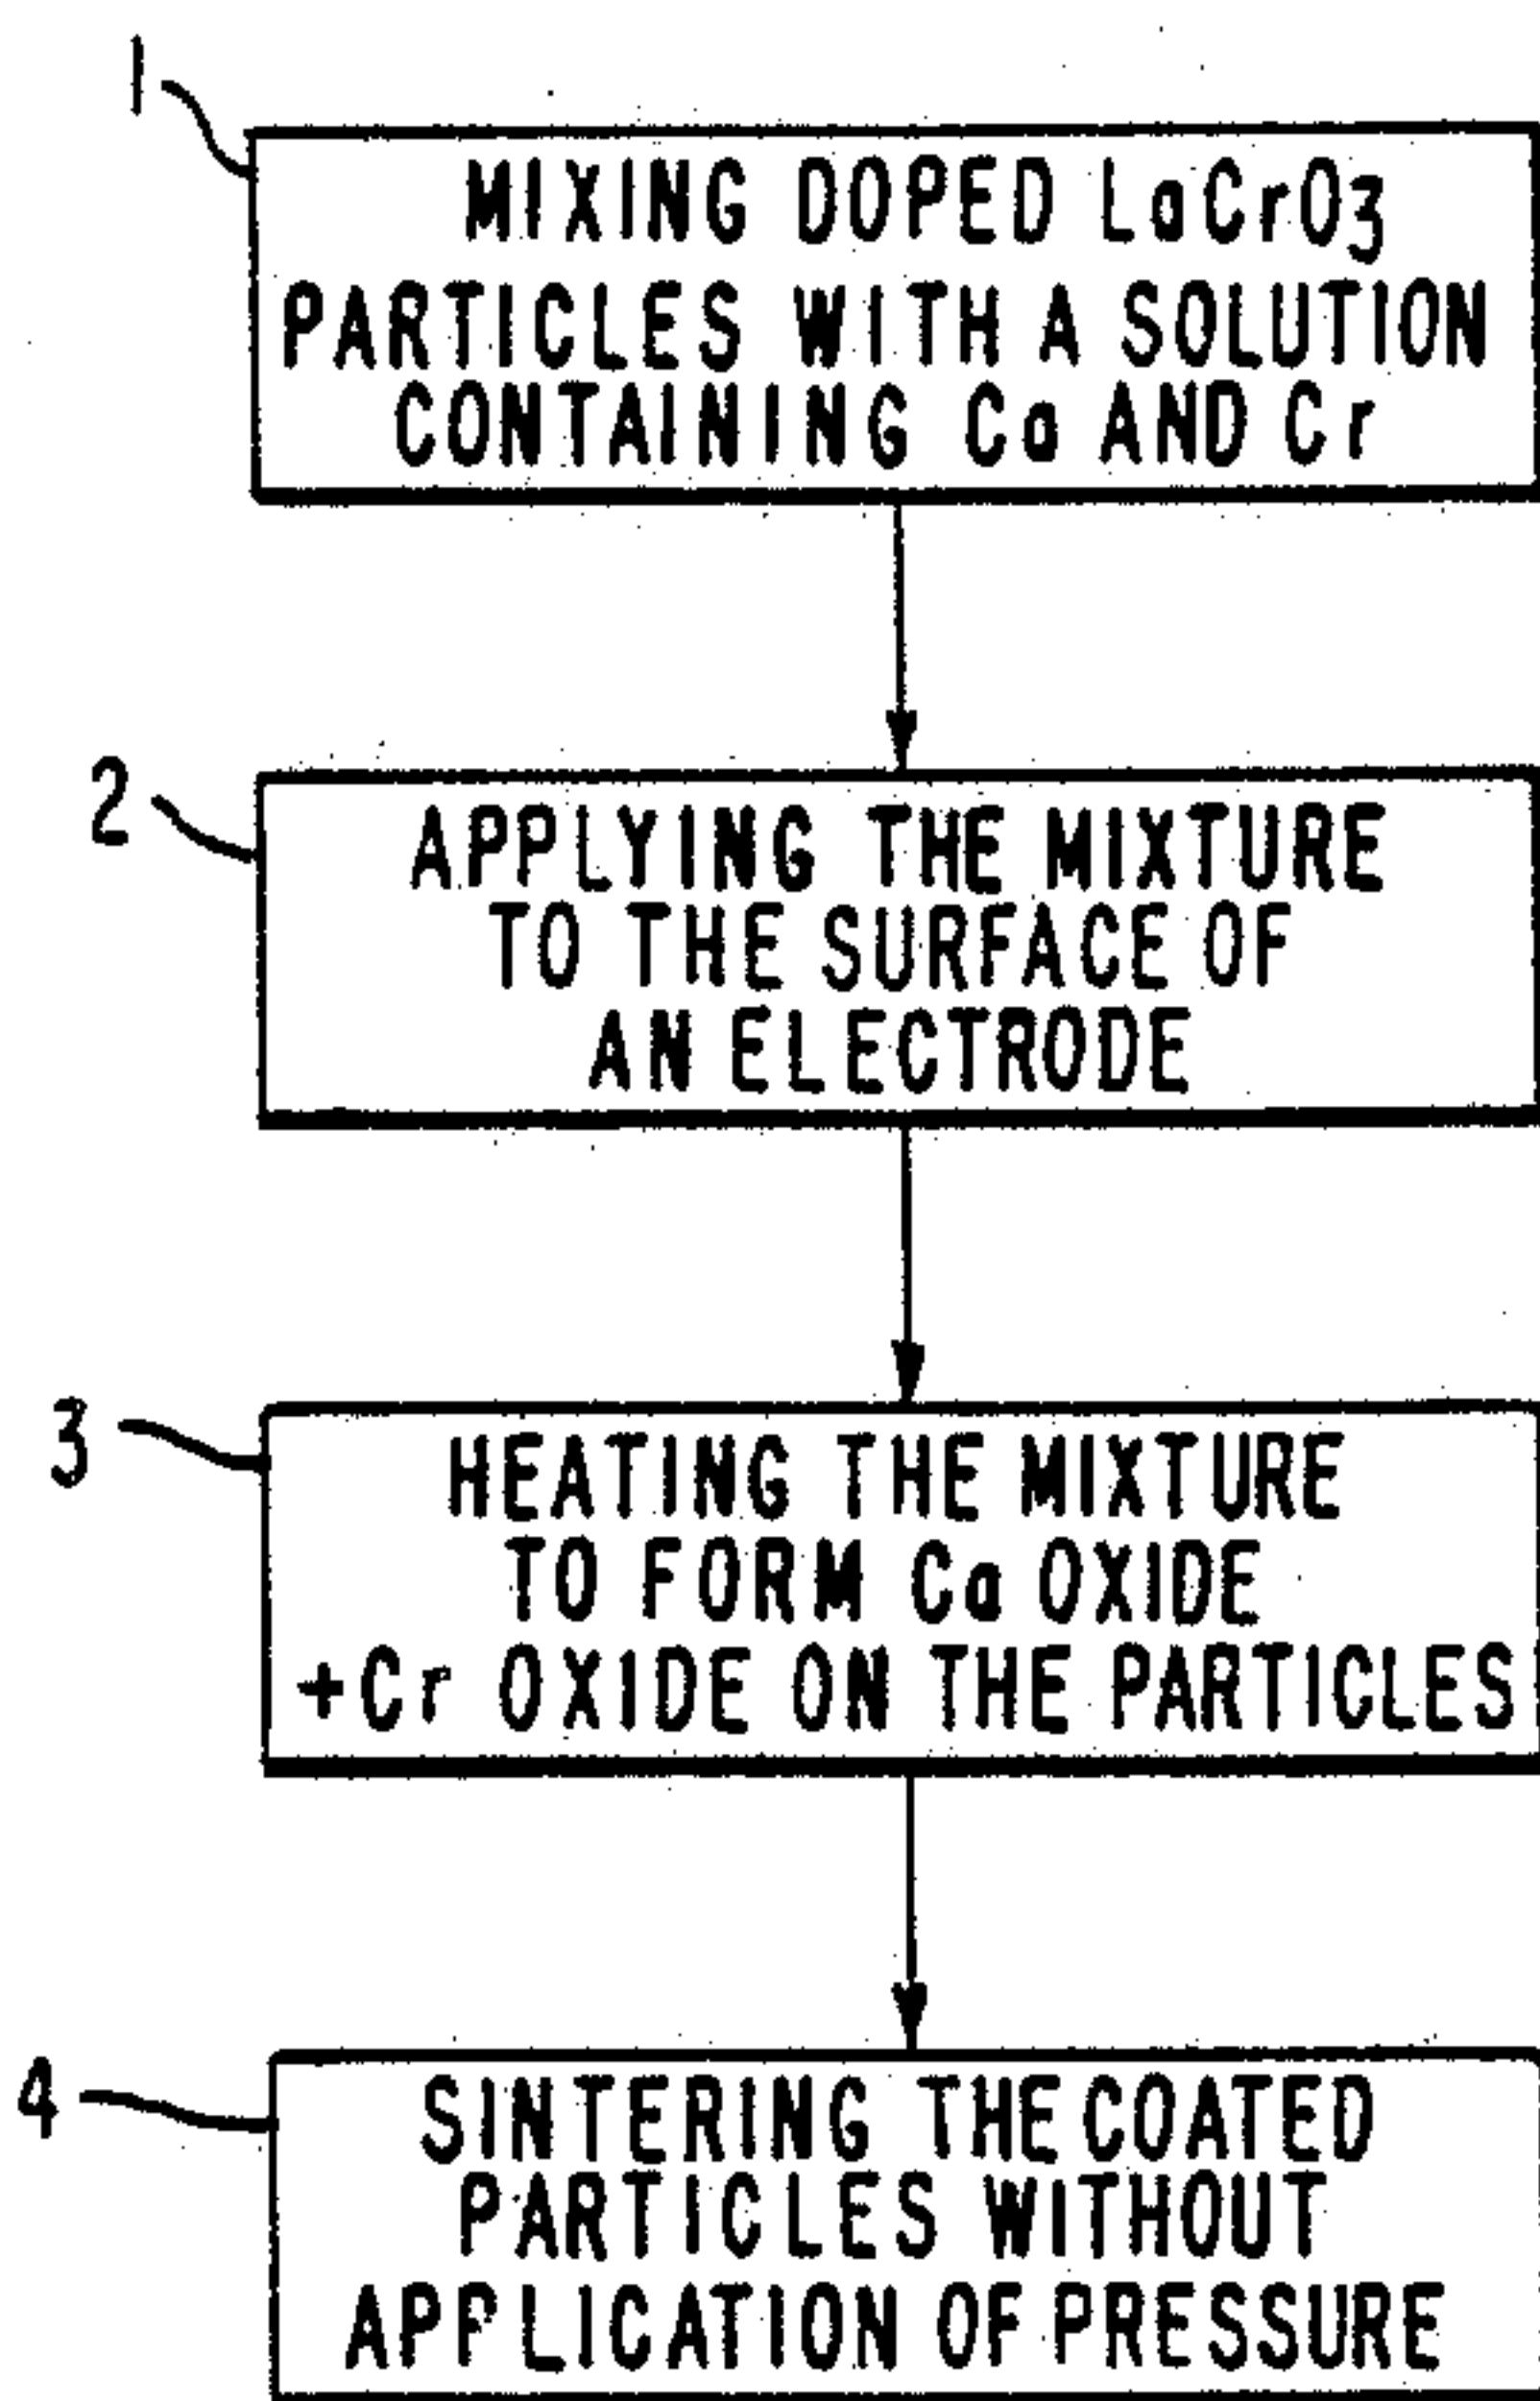 1
MIXING DOPED LaCrO3
PARTICLES WITH A SOLUTION
CONTAINING Ca AND Cr
2
APPLYING THE MIXTURE
TO THE SURFACE OF
AN ELECTRODE
3
HEATING THE MIXTURE
TO FORM Ca OXIDE
+Cr OXIDE ON THE PARTICLES
4
SINTERING THE COATED
PARTICLES WITHOUT
APPLICATION OF PRESSURE